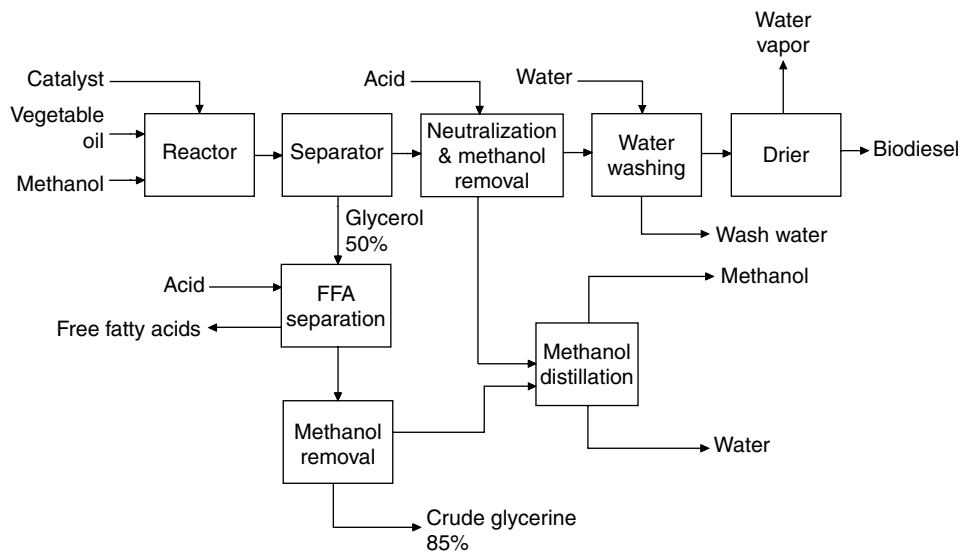 Water
vapor
Catalyst
Acid
Water
Vegetable
oil
Methanol
Reactor
Separator
Neutralization
& methanol
removal
Water
washing
Drier
Biodiesel
Glycerol
50%
Wash water
Acid
FFA
separation
Free fatty acids
Methanol
Methanol
distillation
Methanol
removal
Water
Crude glycerine
85%